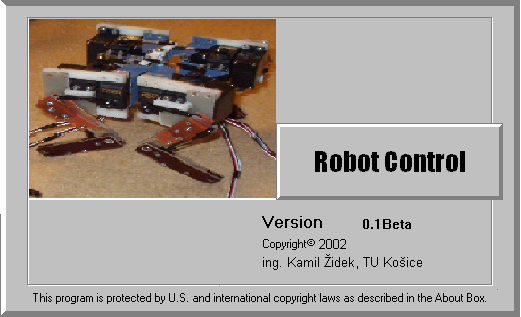 Robot Control
Version 0.1Beta
Copyright© 2002
ing. Kamil Židek, TU Košice
This program is protected by U.S. and international copyright laws as described in the About Box.